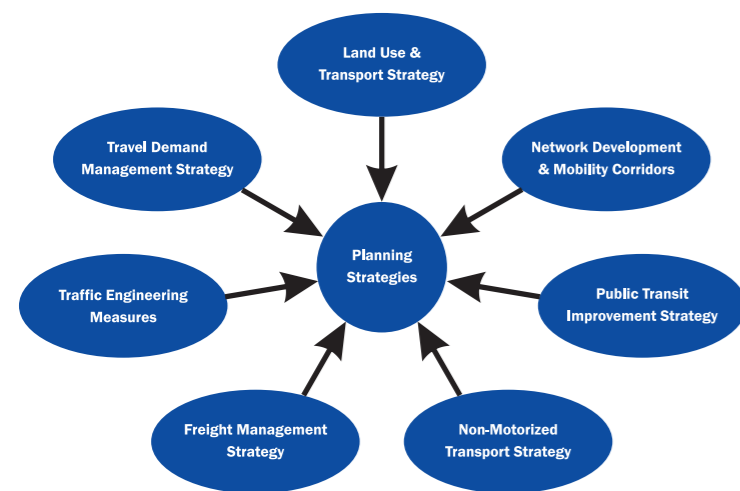 Land Use &
Transport Strategy
Travel Demand
Management Strategy
Network Development
& Mobility Corridors
Planning
Strategies
Traffic Engineering
Measures
Public Transit
Improvement Strategy
Freight Management
Strategy
Non-Motorized
Transport Strategy